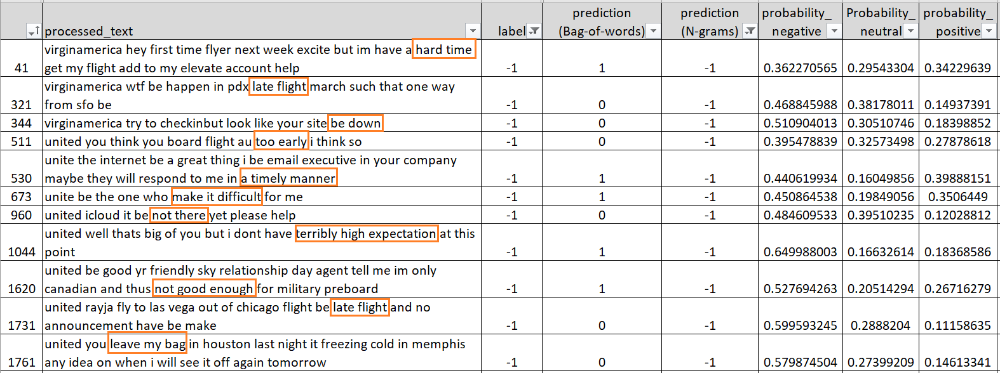 prediction prediction probability_ Probability_ probability_
processed_text label (Bag-of-words) (N-grams) negative neutral positive
virginamerica hey first time flyer next week excite but im have a hard time
41 get my flight add to my elevate account help -1 1 -1 0.362270565 0.29543304 0.34229639
virginamerica wtf be happen in pdx late flight march such that one way
321 from sfo be -1 0 -1 0.468845988 0.38178011 0.14937391
344 virginamerica try to checkinbut look like your site be down -1 0 -1 0.510904013 0.30510746 0.18398852
511 united you think you board flight au too early i think so -1 0 -1 0.395478839 0.32573498 0.27878618
unite the internet be a great thing i be email executive in your company
530 maybe they will respond to me in a timely manner -1 1 -1 0.440619934 0.16049856 0.39888151
673 unite be the one who make it difficult for me -1 1 -1 0.450864538 0.19849056 0.3506449
960 united icloud it be not there yet please help -1 0 -1 0.484609533 0.39510235 0.12028812
united well thats big of you but i dont have terribly high expectation at this
1044 point -1 1 -1 0.649988003 0.16632614 0.18368586
united be good yr friendly sky relationship day agent tell me im only
1620 canadian and thus not good enough for military preboard -1 1 -1 0.527694263 0.20514294 0.26716279
united rayja fly to las vega out of chicago flight be late flight and no
1731 announcement have be make -1 0 -1 0.599593245 0.2888204 0.11158635
united you leave my bag in houston last night it freezing cold in memphis
1761 any idea on when i will see it off again tomorrow -1 0 -1 0.579874504 0.27399209 0.14613341